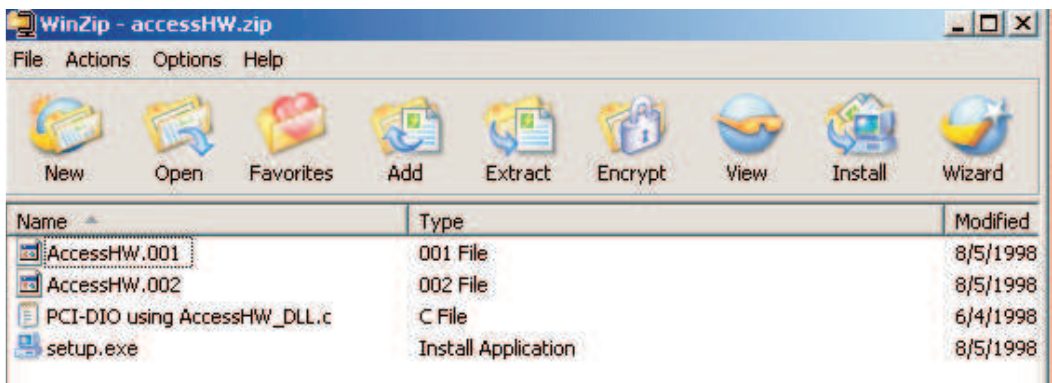 WinZip - accessHW.zip
File Actions Options Help
New Open Favorites Add Extract Encrypt View Install Wizard
Name Type Modified
AccessHW.001 001 File 8/5/1998
AccessHW.002 002 File 8/5/1998
PCI-DIO using AccessHW_DLL.c C File 6/4/1998
setup.exe Install Application 8/5/1998